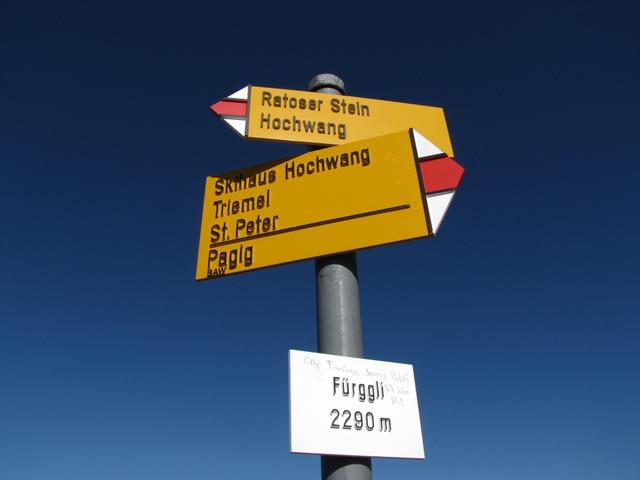 Ratoser Stein
Hochwang
Skihaus Hochwang
Triemel
St. Peter
Pagig
BAW
Fürggli
2290 m